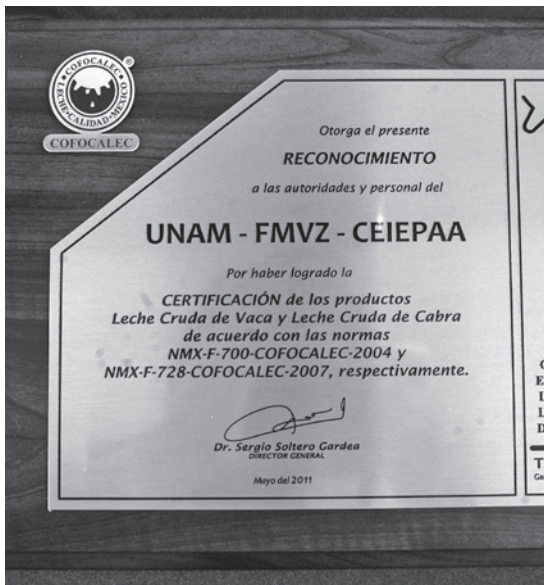 COFOCALEC
LECHE•CALIDAD•MEXICO
®
COFOCALEC
Otorga el presente
RECONOCIMIENTO
a las autoridades y personal del
UNAM - FMVZ - CEIEPAA
Por haber logrado la
CERTIFICACIÓN de los productos
Leche Cruda de Vaca y Leche Cruda de Cabra
de acuerdo con las normas
NMX-F-700-COFOCALEC-2004 y
NMX-F-728-COFOCALEC-2007, respectivamente.
Dr. Sergio Soltero Gardea
DIRECTOR GENERAL
Mayo del 2011